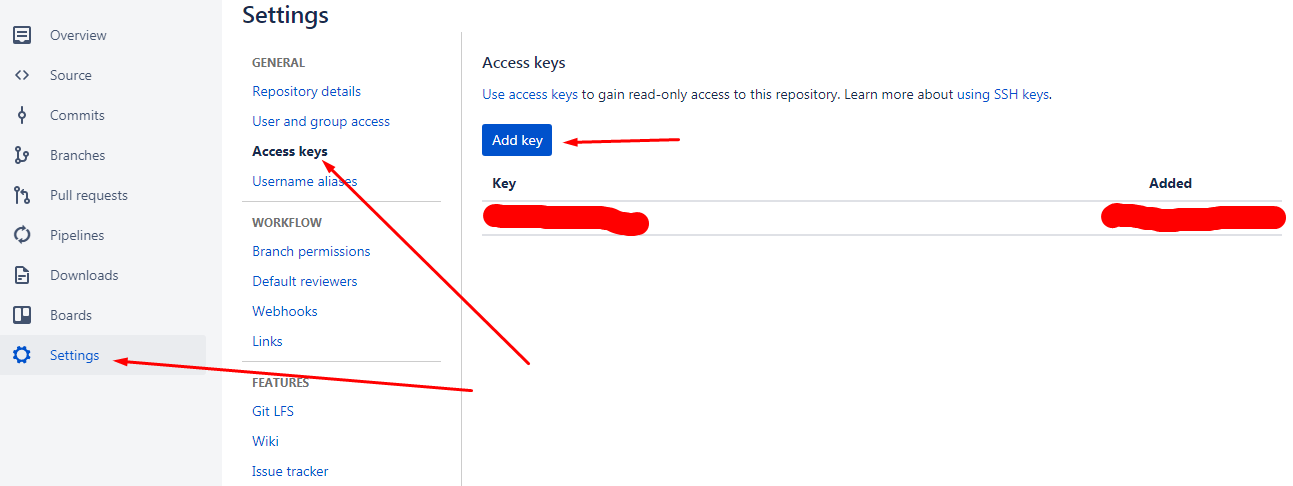 Overview
Source
Commits
Branches
Pull requests
Pipelines
Downloads
Boards
Settings
Settings
GENERAL
Repository details
User and group access
Access keys
Username aliases
WORKFLOW
Branch permissions
Default reviewers
Webhooks
Links
FEATURES
Git LFS
Wiki
Issue tracker
Access keys
Use access keys to gain read-only access to this repository. Learn more about using SSH keys.
Add key
Key Added